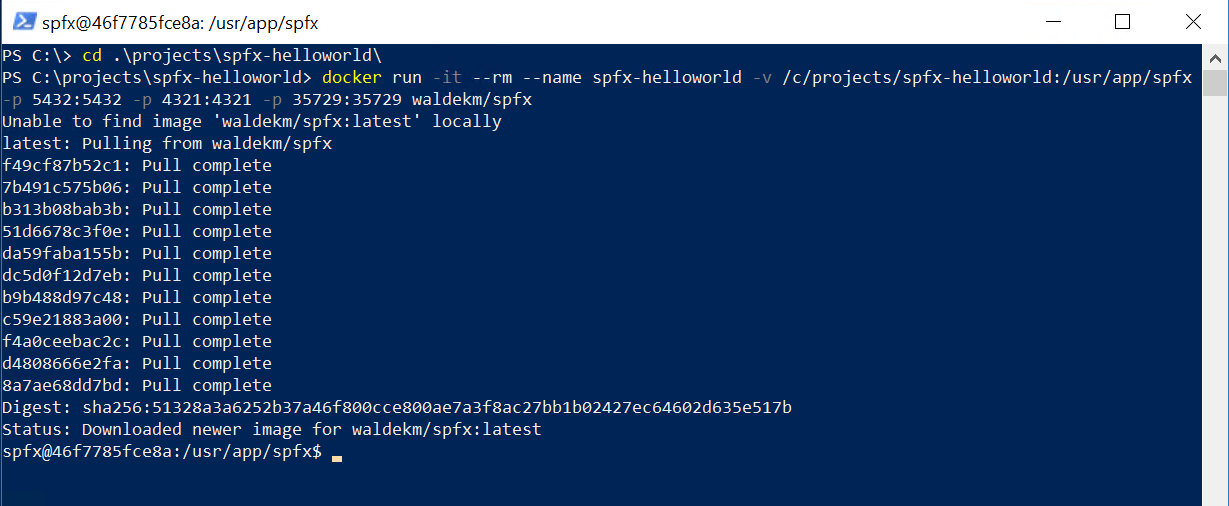 spfx@46f7785fce8a: /usr/app/spfx
PS C:\> cd .\projects\spfx-helloworld\
PS C:\projects\spfx-helloworld> docker run -it --rm --name spfx-helloworld -v /c/projects/spfx-helloworld:/usr/app/spfx
-p 5432:5432 -p 4321:4321 -p 35729:35729 waldekm/spfx
Unable to find image 'waldekm/spfx:latest' locally
latest: Pulling from waldekm/spfx
f49cf87b52c1: Pull complete
7b491c575b06: Pull complete
b313b08bab3b: Pull complete
51d6678c3f0e: Pull complete
da59faba155b: Pull complete
dc5d0f12d7eb: Pull complete
b9b488d97c48: Pull complete
c59e21883a00: Pull complete
f4a0ceebac2c: Pull complete
d4808666e2fa: Pull complete
8a7ae68dd7bd: Pull complete
Digest: sha256:51328a3a6252b37a46f800cce800ae7a3f8ac27bb1b02427ec64602d635e517b
Status: Downloaded newer image for waldekm/spfx:latest
spfx@46f7785fce8a:/usr/app/spfx$